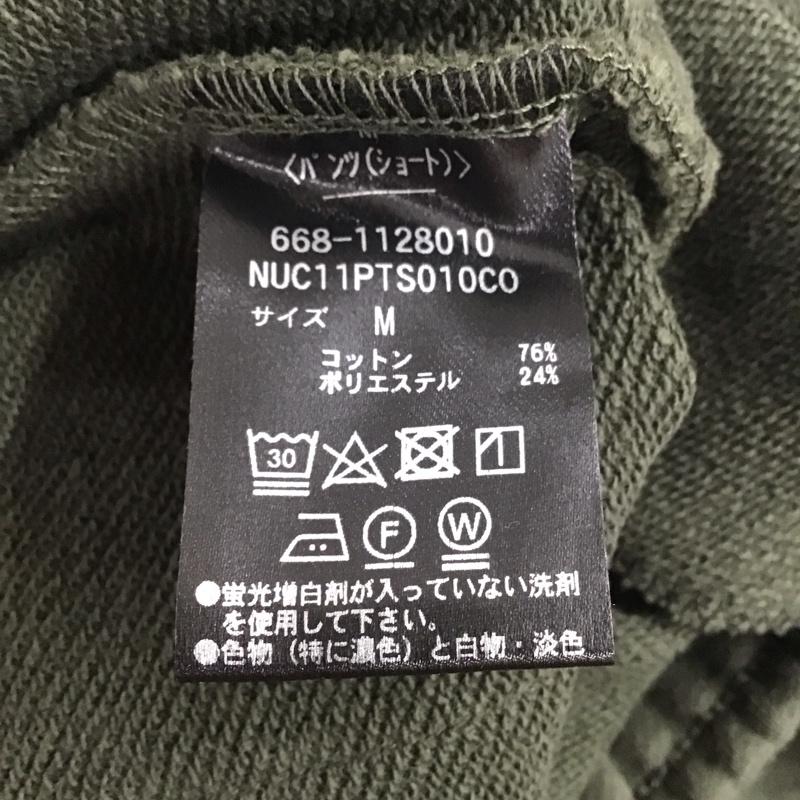 〈パンツ(ショート)〉
668-1128010
NUC11PTS010CO
サイズ M
コットン 76%
ポリエステル 24%
30
F W
●蛍光増白剤が入っていない洗剤
を使用して下さい。
●色物(特に濃色)と白物・淡色